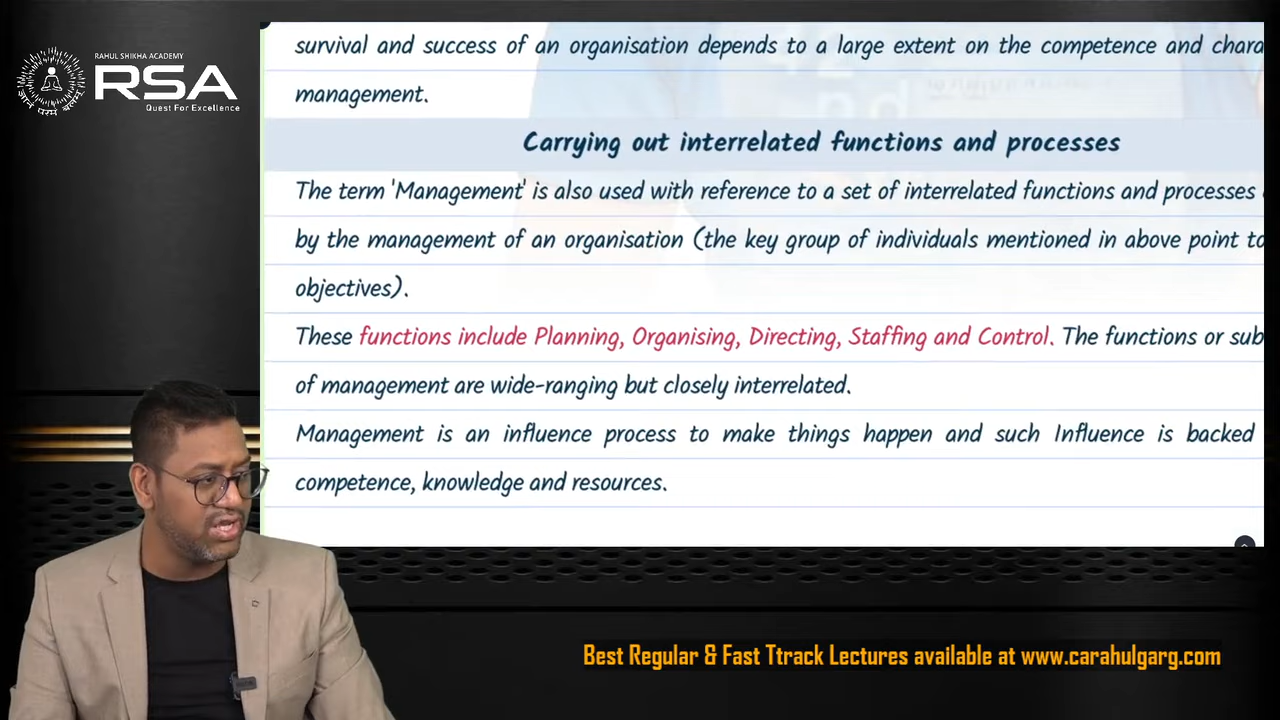 RAHUL SHIKHA ACADEMY
RSA
Quest For Excellence
survival and success of an organisation depends to a large extent on the competence and chara
management.
Carrying out interrelated functions and processes
The term 'Management' is also used with reference to a set of interrelated functions and processes
by the management of an organisation (the key group of individuals mentioned in above point to
objectives).
These functions include Planning, Organising, Directing, Staffing and Control. The functions or sub
of management are wide-ranging but closely interrelated.
Management is an influence process to make things happen and such Influence is backed
competence, knowledge and resources.
Best Regular & Fast Ttrack Lectures available at www.carahulgarg.com